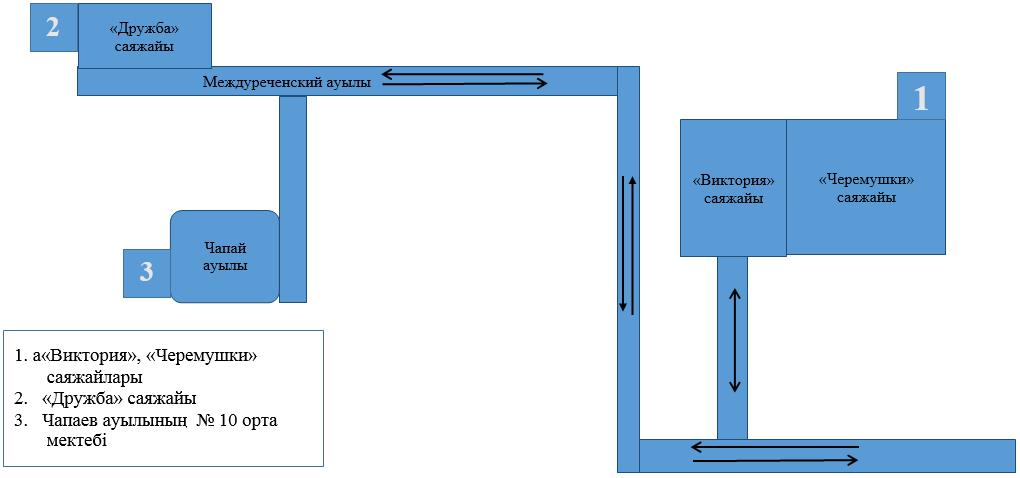 2
«Дружба»
саяжайы
Междуреченский ауылы
1
«Виктория»
саяжайы
«Черемушки»
саяжайы
Чапай
ауылы
3
1. а«Виктория», «Черемушки»
саяжайлары
2. «Дружба» саяжайы
3. Чапаев ауылының № 10 орта
мектебі